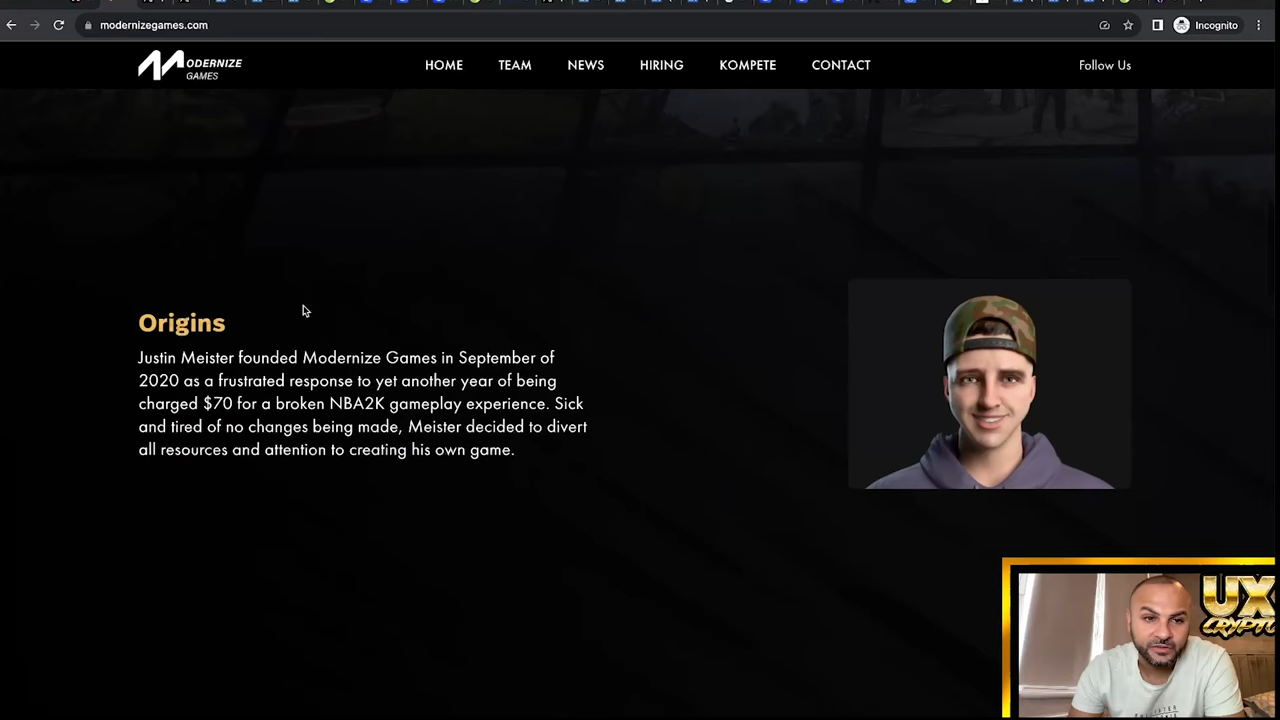 modernizegames.com
Incognito
ODERNIZE
GAMES
HOME
TEAM
NEWS
HIRING
KOMPETE
CONTACT
Follow Us
Origins
Justin Meister founded Modernize Games in September of
2020 as a frustrated response to yet another year of being
charged $70 for a broken NBA2K gameplay experience. Sick
and tired of no changes being made, Meister decided to divert
all resources and attention to creating his own game.
UX
CRYPTO